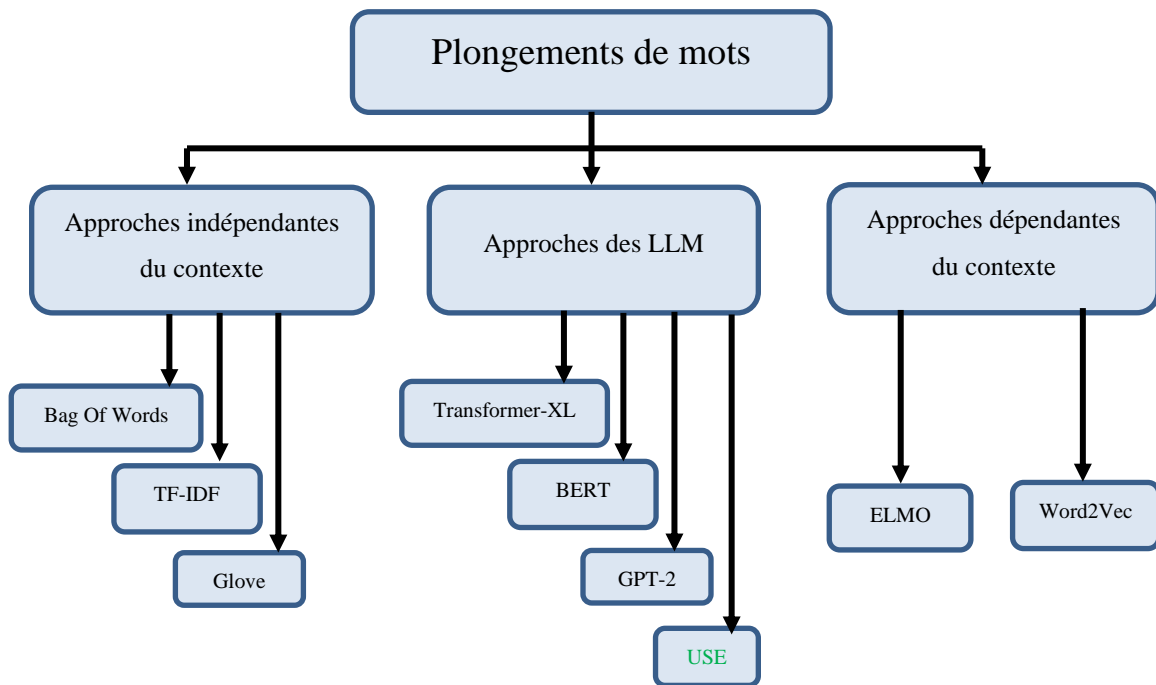 Plongements de mots
Approches indépendantes
du contexte
Approches des LLM
Approches dépendantes
du contexte
Bag Of Words
TF-IDF
Glove
Transformer-XL
BERT
GPT-2
USE
ELMO
Word2Vec